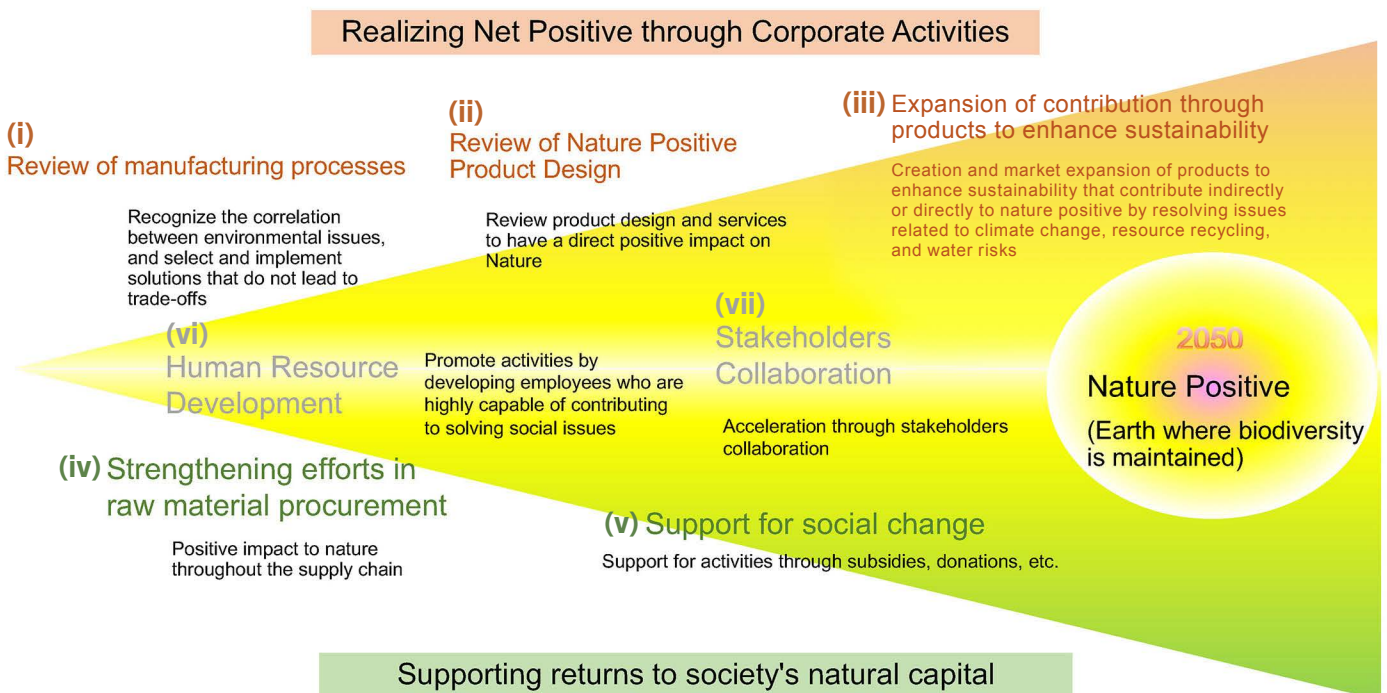 Realizing Net Positive through Corporate Activities
(i)
Review of manufacturing processes
Recognize the correlation
between environmental issues,
and select and implement
solutions that do not lead to
trade-offs
(ii)
Review of Nature Positive
Product Design
Review product design and services
to have a direct positive impact on
Nature
(iii) Expansion of contribution through
products to enhance sustainability
Creation and market expansion of products to
enhance sustainability that contribute indirectly
or directly to nature positive by resolving issues
related to climate change, resource recycling,
and water risks
(vi)
Human Resource
Development
Promote activities by
developing employees who are
highly capable of contributing
to solving social issues
(vii)
Stakeholders
Collaboration
Acceleration through stakeholders
collaboration
2050
Nature Positive
(Earth where biodiversity
is maintained)
(iv) Strengthening efforts in
raw material procurement
Positive impact to nature
throughout the supply chain
(v) Support for social change
Support for activities through subsidies, donations, etc.
Supporting returns to society's natural capital